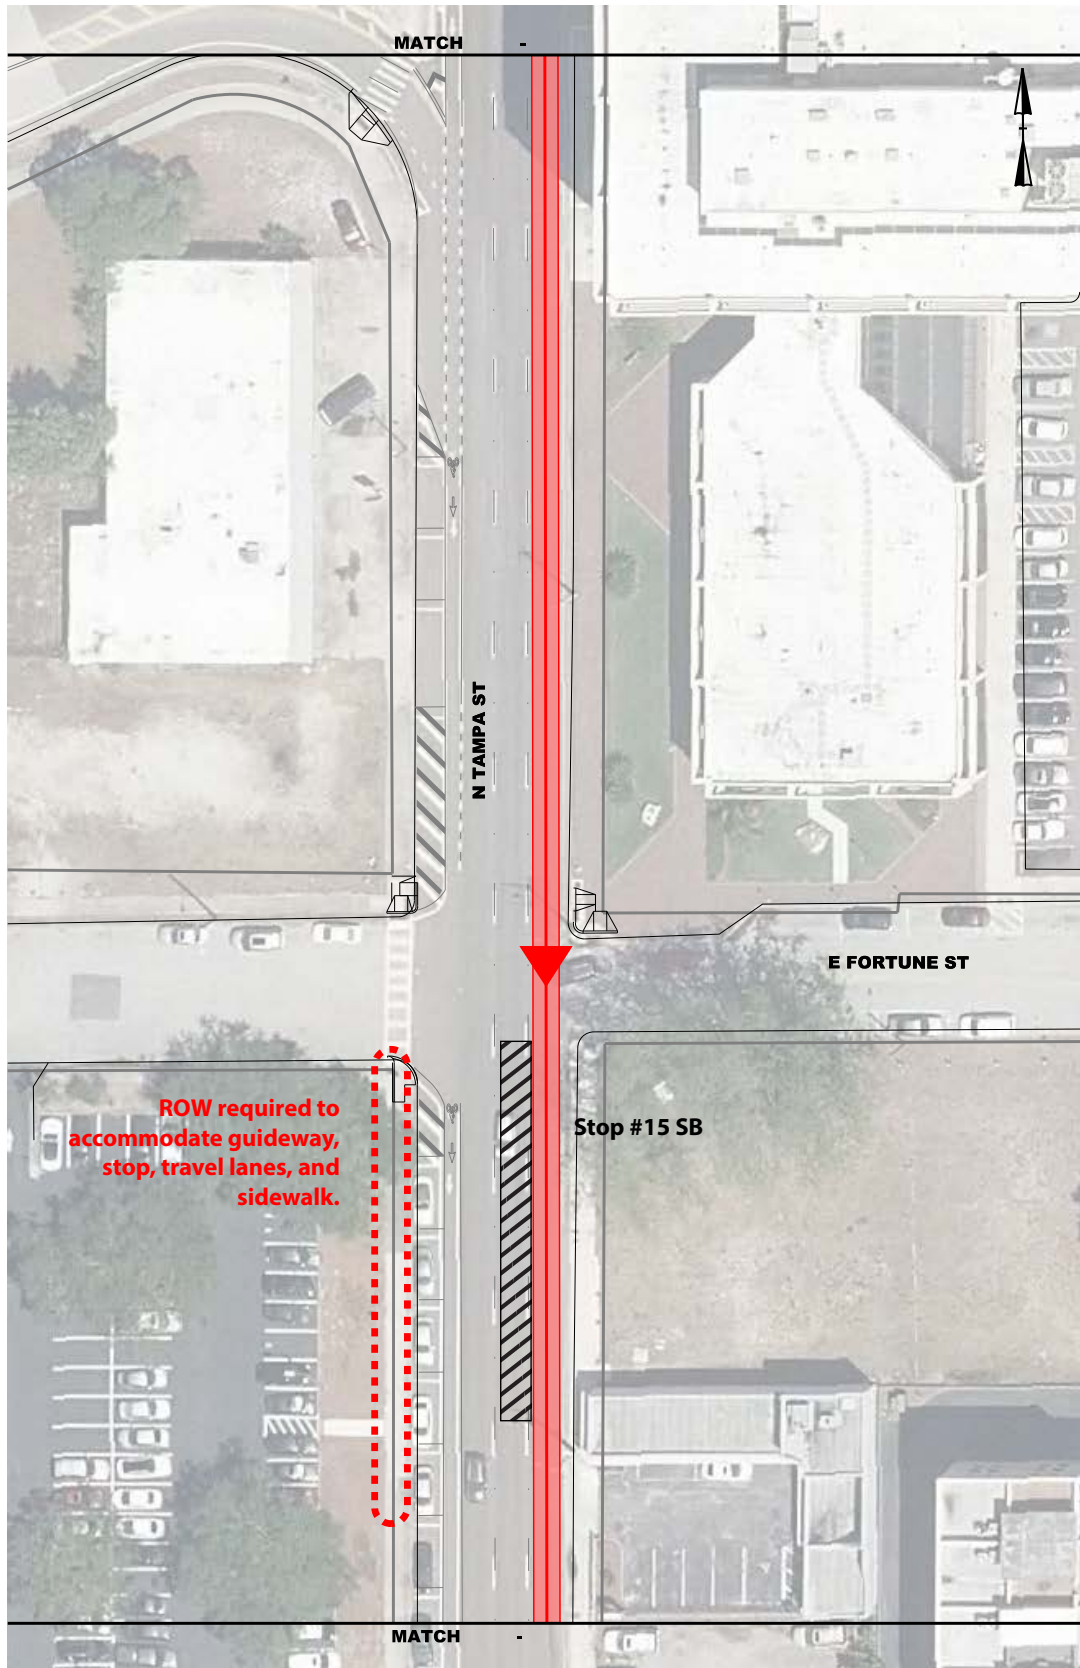 MATCH -
N TAMPA ST
E FORTUNE ST
ROW required to
accommodate guideway,
stop, travel lanes, and
sidewalk.
Stop #15 SB
MATCH -